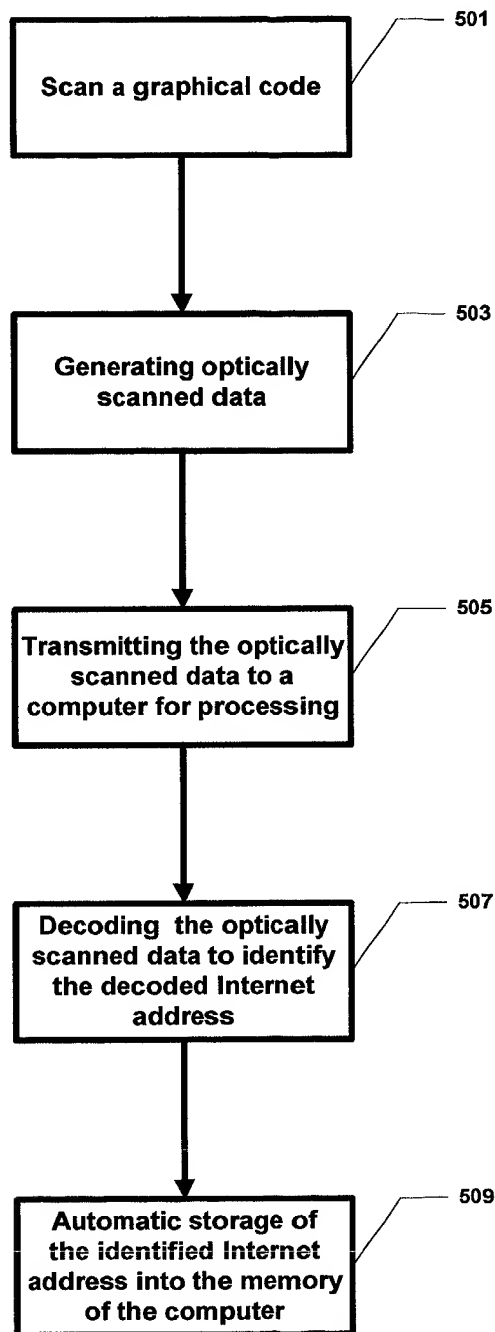 501
Scan a graphical code
503
Generating optically
scanned data
505
Transmitting the optically
scanned data to a
computer for processing
507
Decoding the optically
scanned data to identify
the decoded Internet
address
509
Automatic storage of
the identified Internet
address into the memory
of the computer